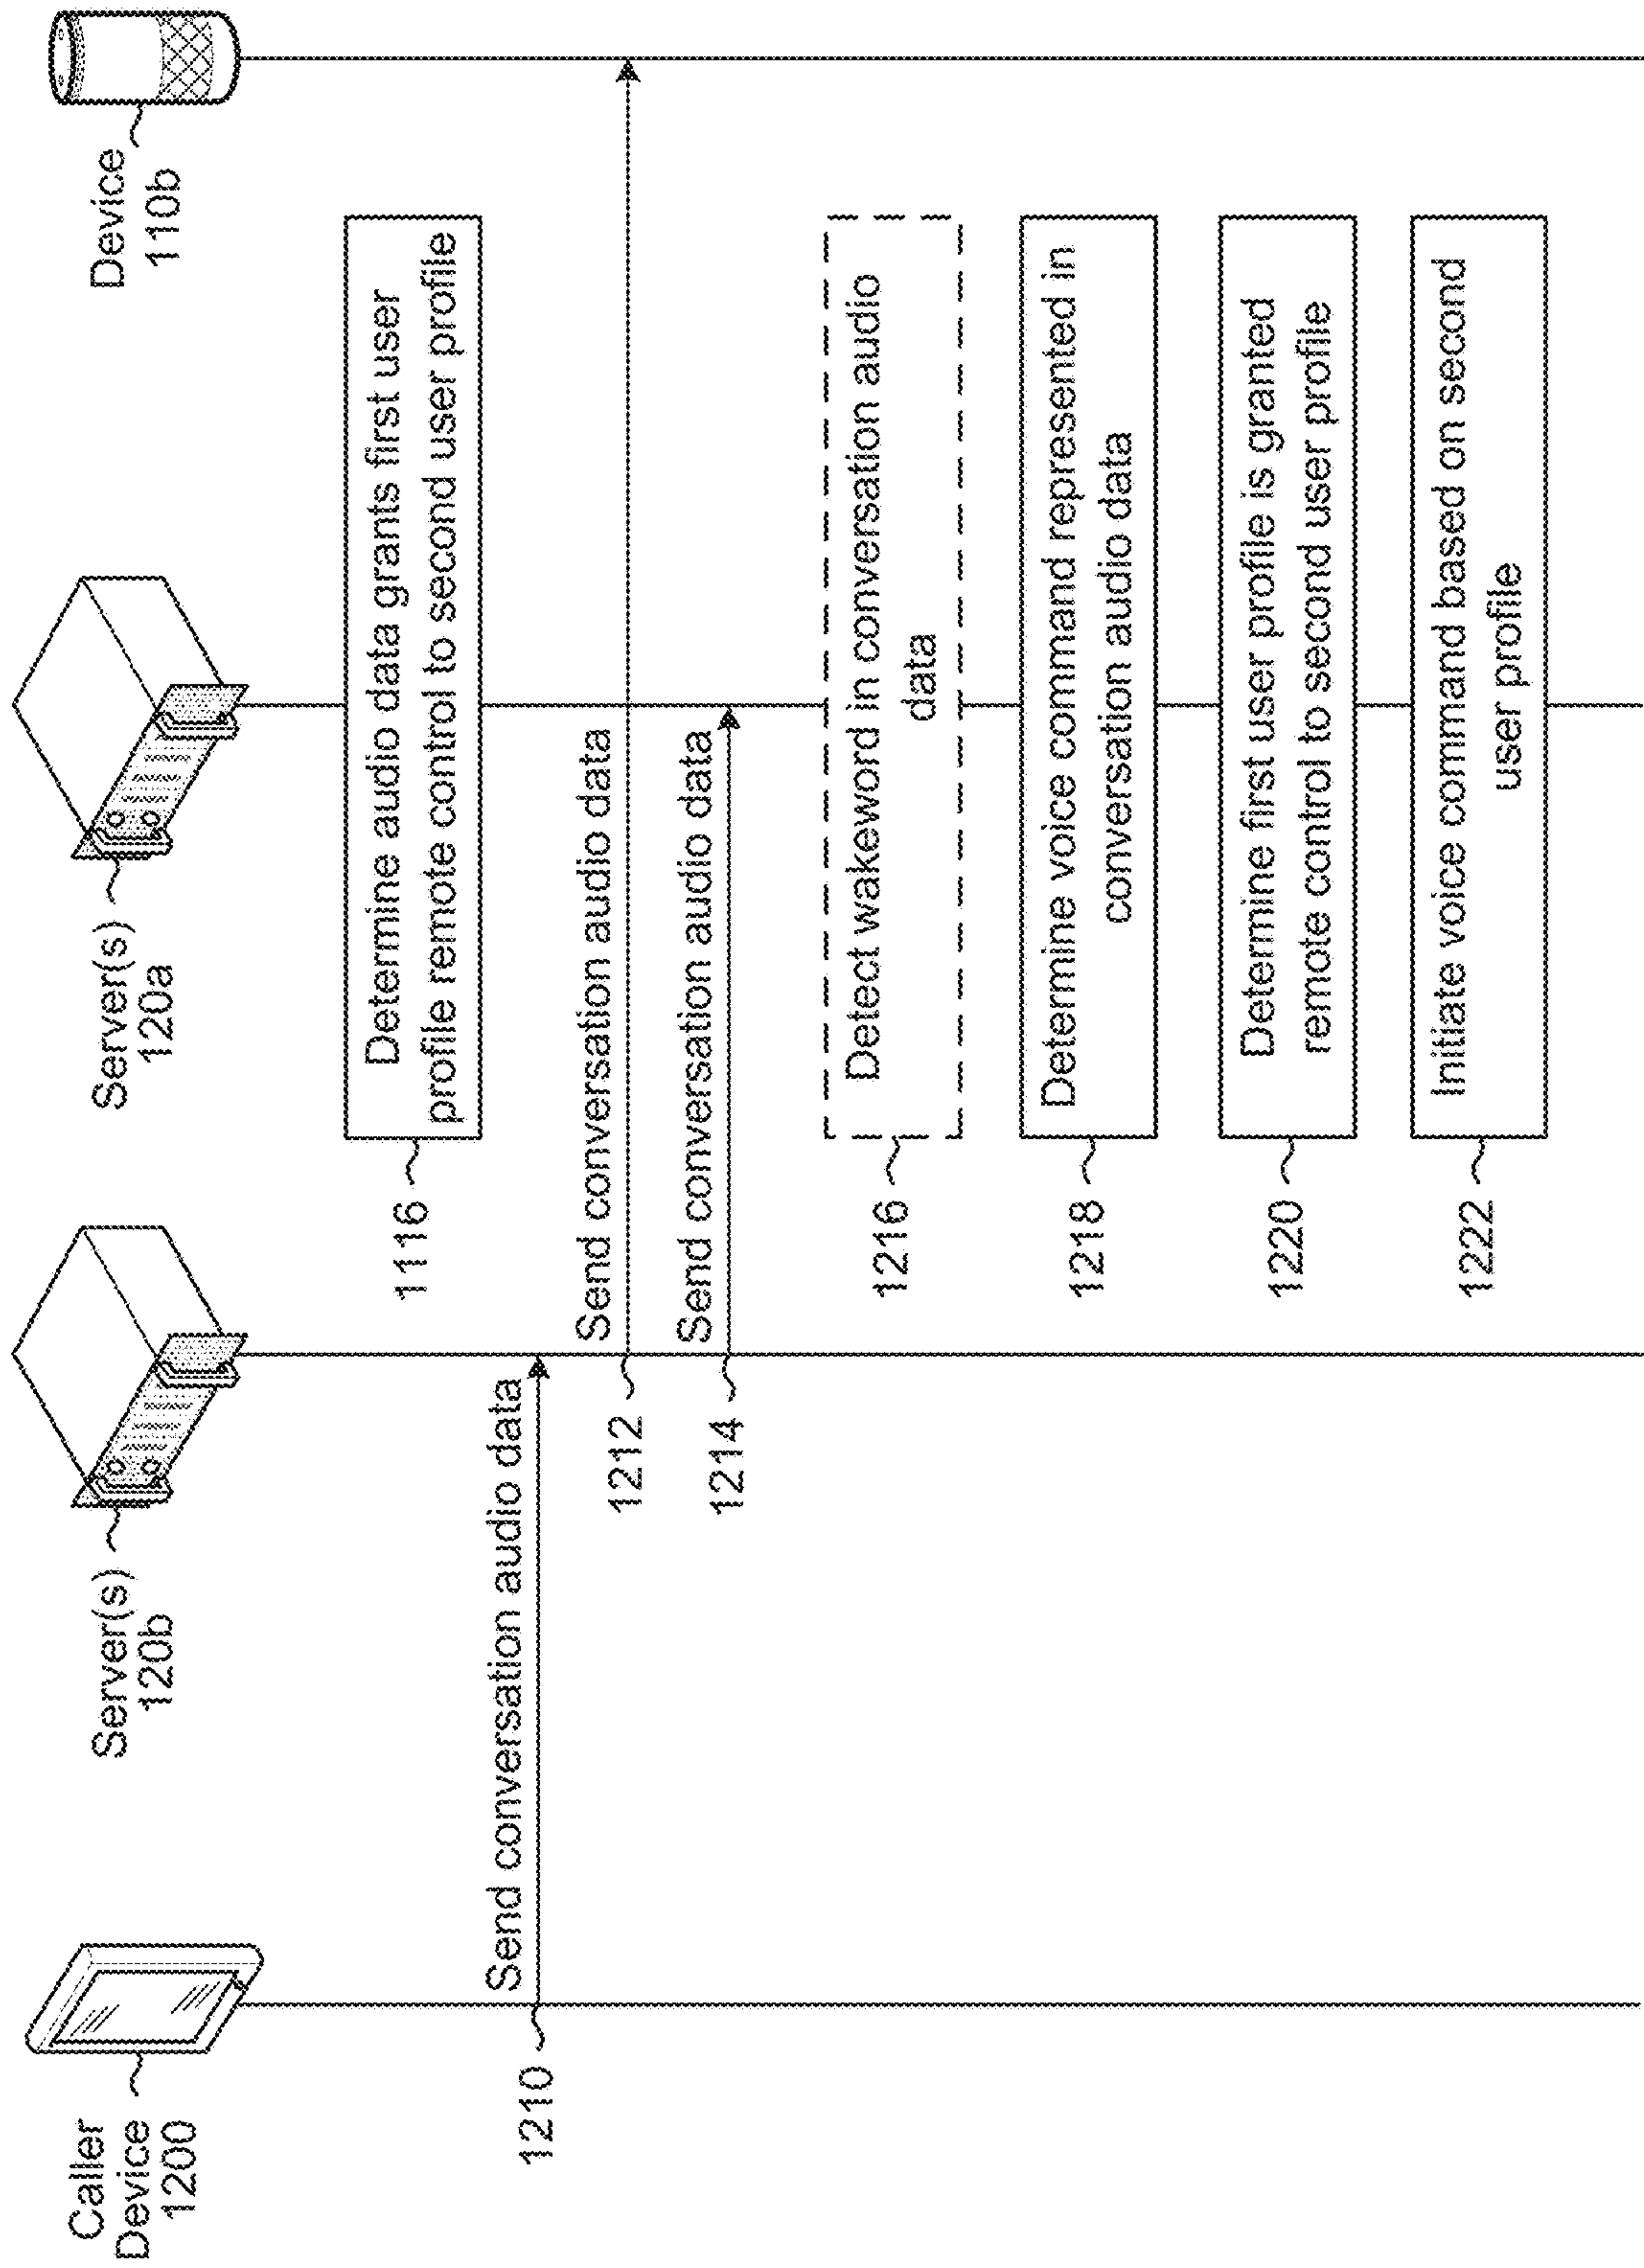 Caller
Device
1200
Server(s)
120b
Server(s)
120a
Device
110b
1116
Determine audio data grants first user
profile remote control to second user profile
Send conversation audio data
1210
Send conversation audio data
1212
Send conversation audio data
1214
1216
Detect wakeword in conversation audio
data
1218
Determine voice command represented in
conversation audio data
1220
Determine first user profile is granted
remote control to second user profile
1222
Initiate voice command based on second
user profile